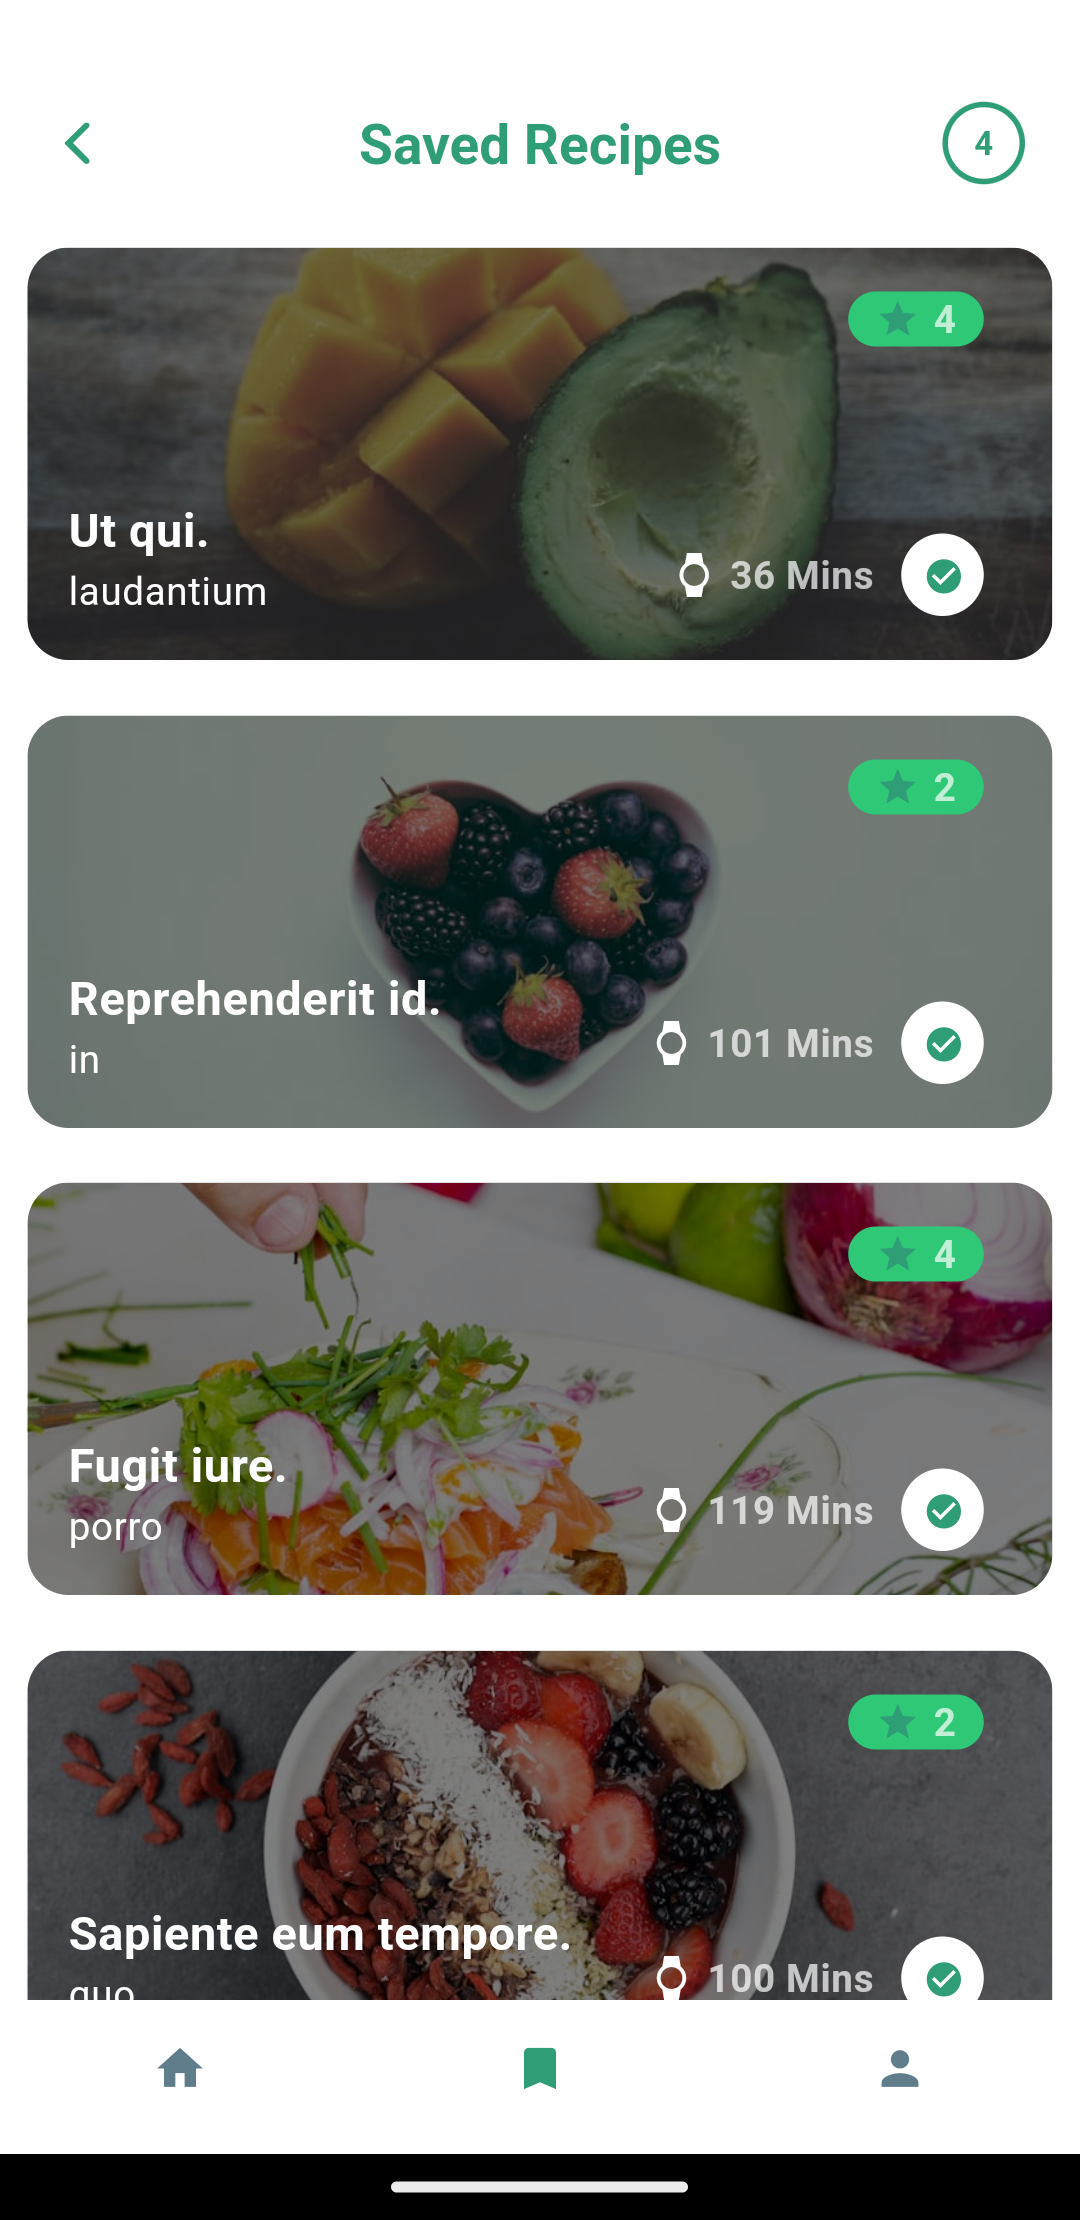 Saved Recipes
4
4
Ut qui.
laudantium
36 Mins
2
Reprehenderit id.
in
101 Mins
4
Fugit iure.
porro
119 Mins
2
Sapiente eum tempore.
quo
100 Mins